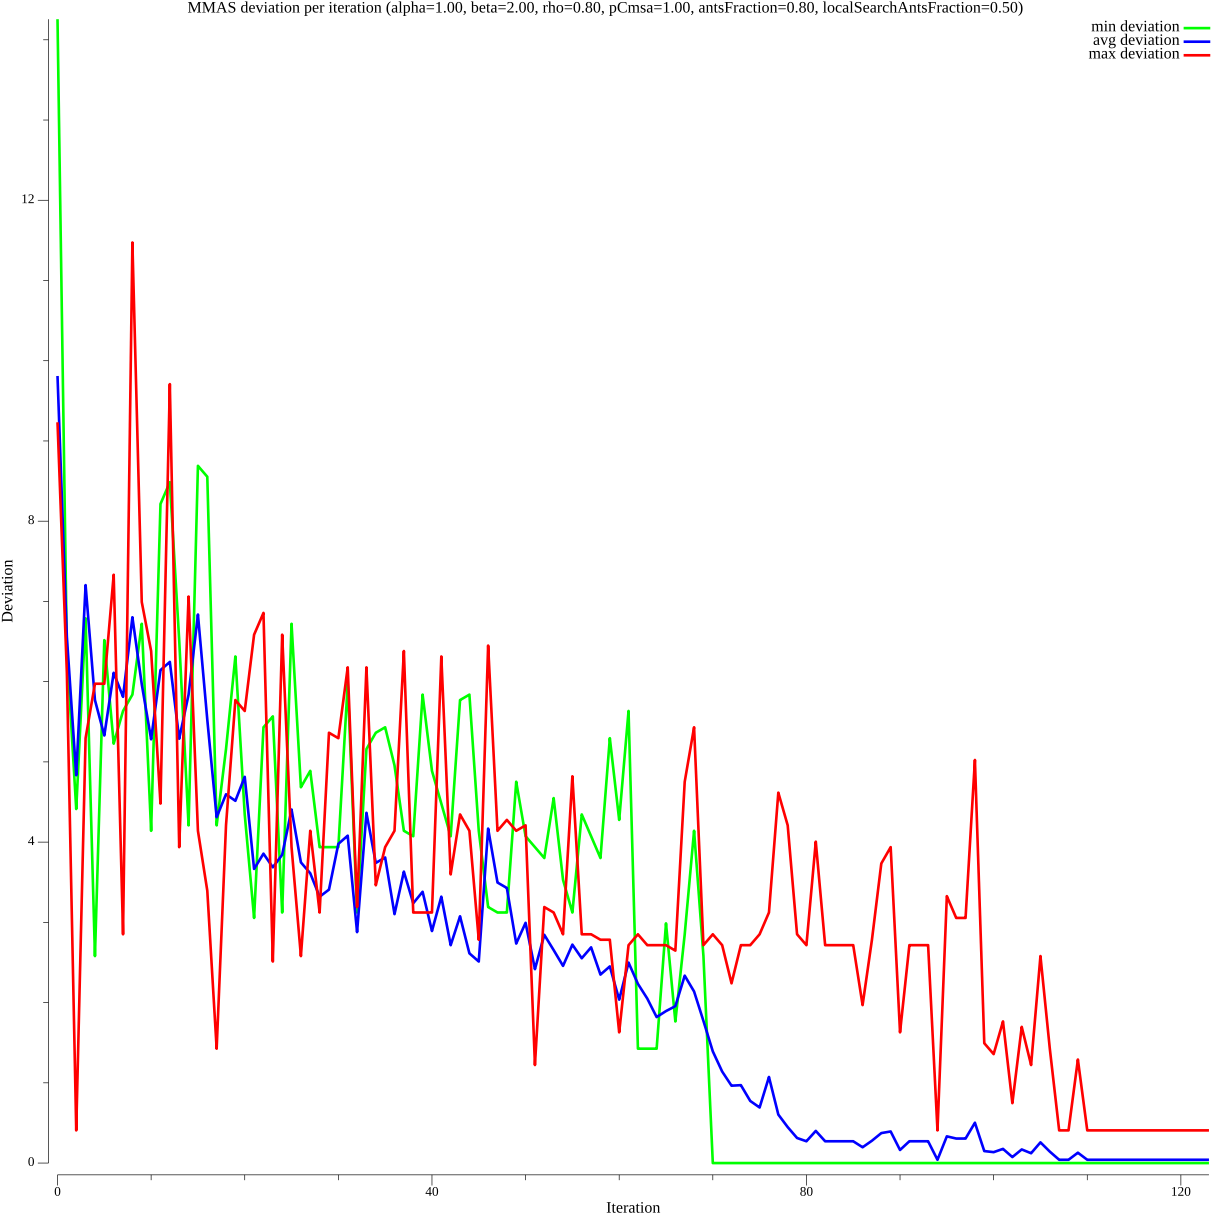 MMAS deviation per iteration (alpha=1.00, beta=2.00, rho=0.80, pCmsa=1.00, antsFraction=0.80, localSearchAntsFraction=0.50)
min deviation
avg deviation
max deviation
12
8
Deviation
4
0
0
40
80
120
Iteration